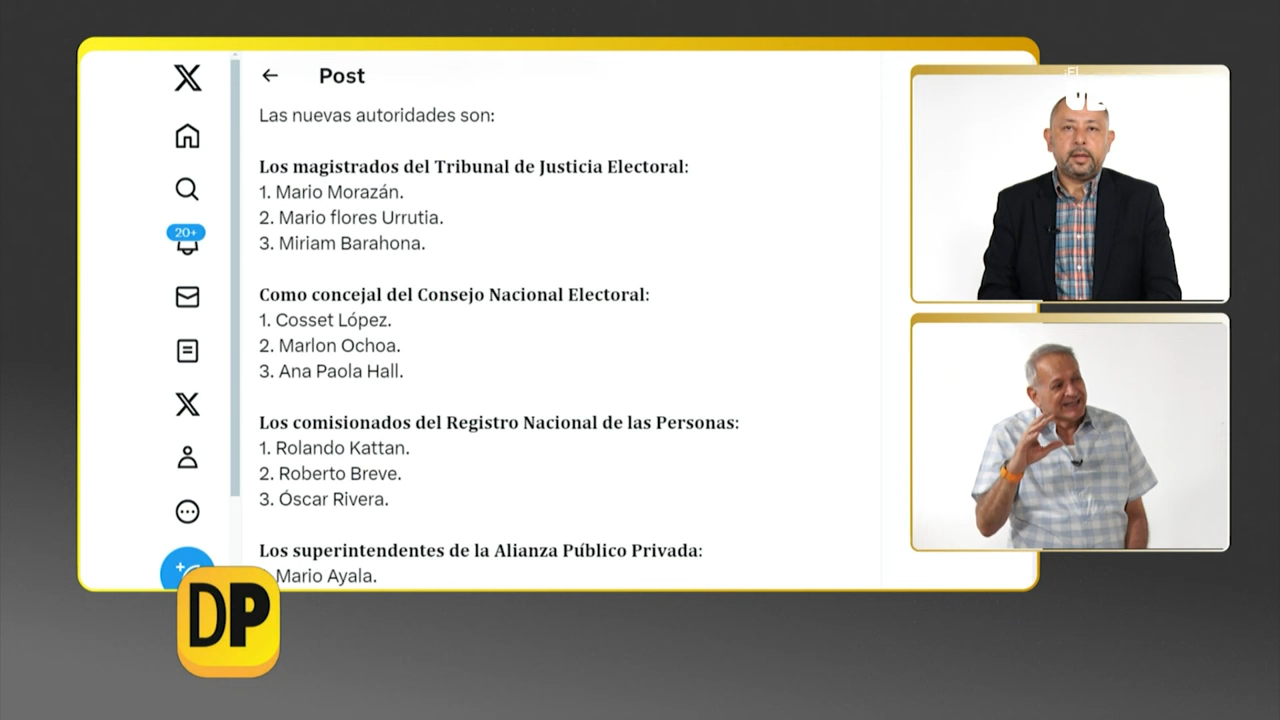 Post
Las nuevas autoridades son:
Los magistrados del Tribunal de Justicia Electoral:
1. Mario Morazán.
2. Mario flores Urrutia.
3. Miriam Barahona.
Como concejal del Consejo Nacional Electoral:
1. Cosset López.
2. Marlon Ochoa.
3. Ana Paola Hall.
Los comisionados del Registro Nacional de las Personas:
1. Rolando Kattan.
2. Roberto Breve.
3. Óscar Rivera.
Los superintendentes de la Alianza Público Privada:
Mario Ayala.
20+
DP